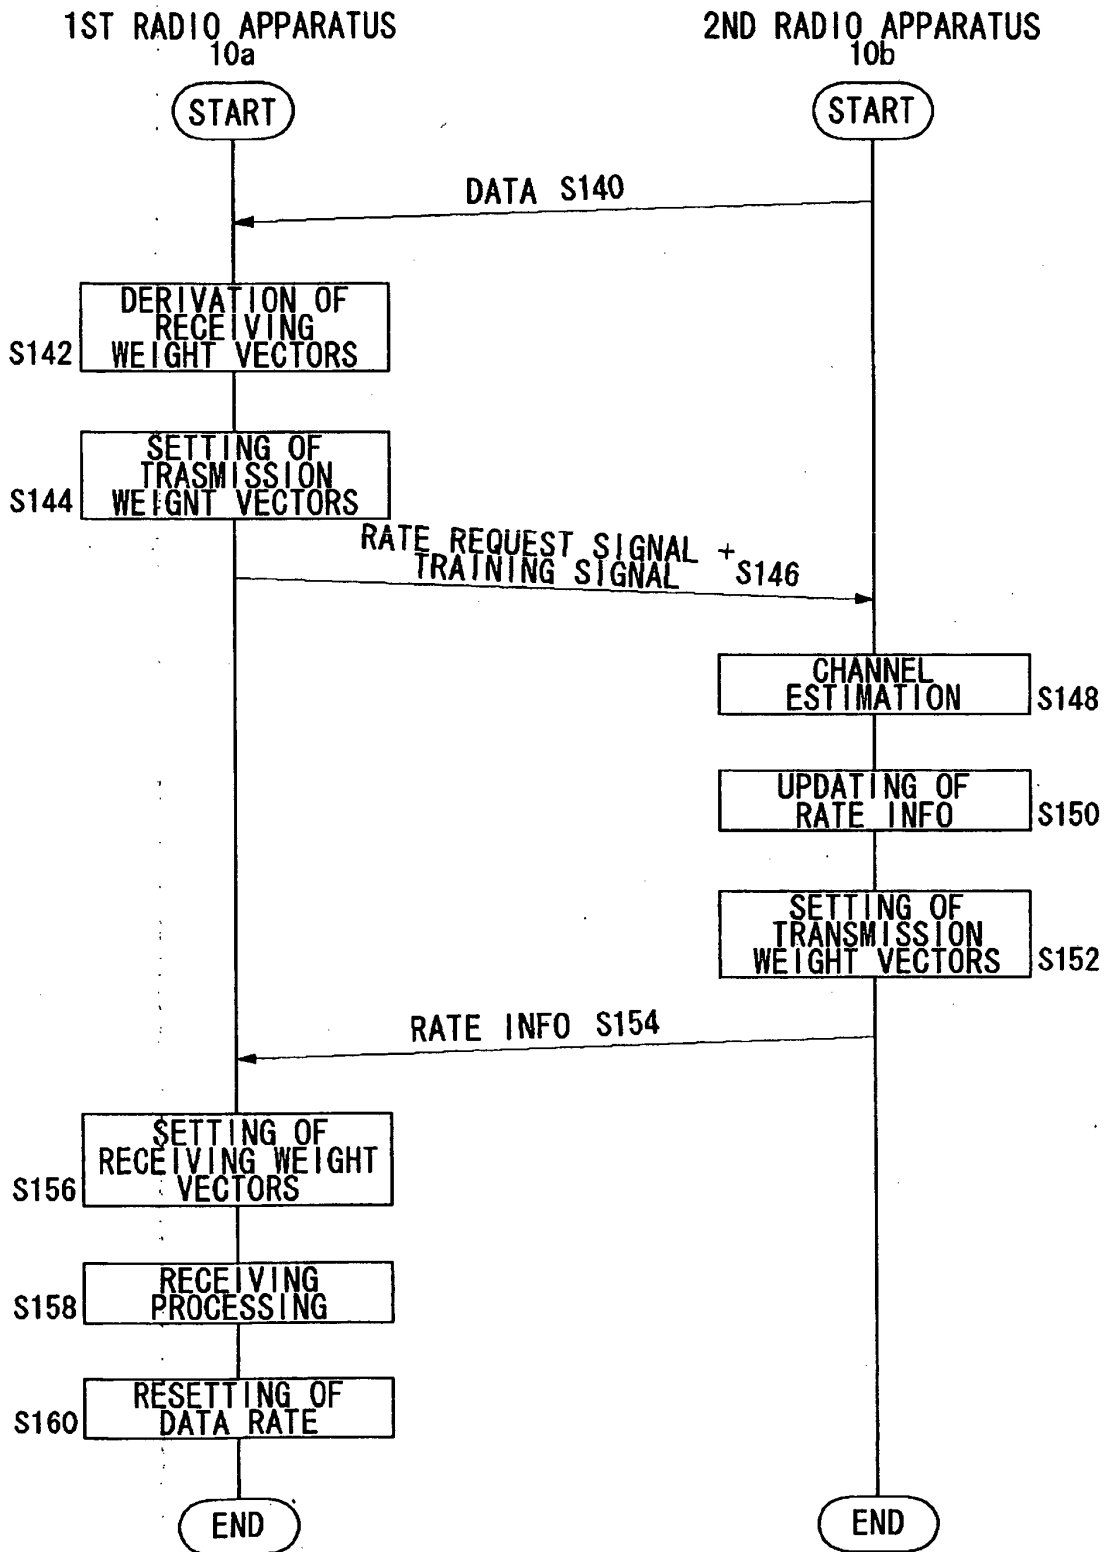 1ST RADIO APPARATUS
10a
2ND RADIO APPARATUS
10b
START
START
DATA S140
DERIVATION OF
RECEIVING
WEIGHT VECTORS
S142
SETTING OF
TRASMISSION
WEIGNT VECTORS
S144
RATE REQUEST SIGNAL +
TRAINING SIGNAL
S146
CHANNEL
ESTIMATION
S148
UPDATING OF
RATE INFO
S150
SETTING OF
TRANSMISSION
WEIGHT VECTORS
S152
RATE INFO S154
SETTING OF
RECEIVING WEIGHT
VECTORS
S156
RECEIVING
PROCESSING
S158
RESETTING OF
DATA RATE
S160
END
END